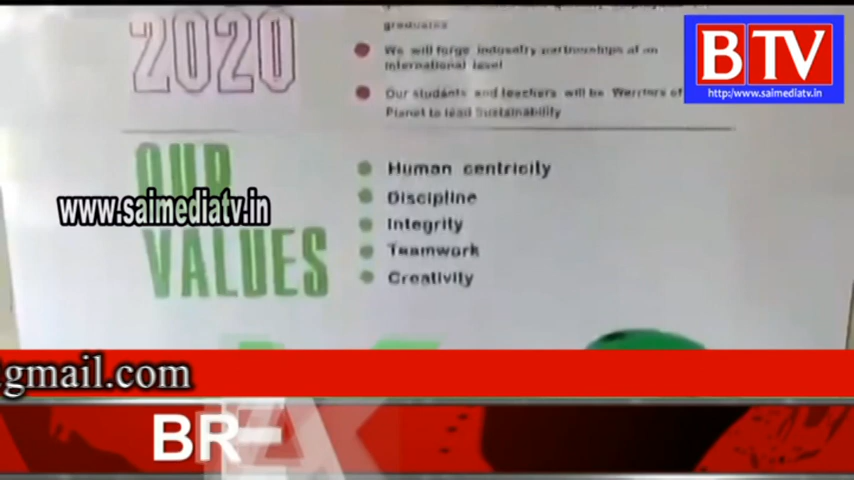 2020
graduates
We will forge industry partnerships at an
International level
Our students and teachers will be Warriors of
Planet to lead Sustainability
BTV
http:/www.saimediatv.in
OUR
VALUES
www.saimediatv.in
Human centricity
Discipline
Integrity
Teamwork
Creativity
gmail.com
BRE